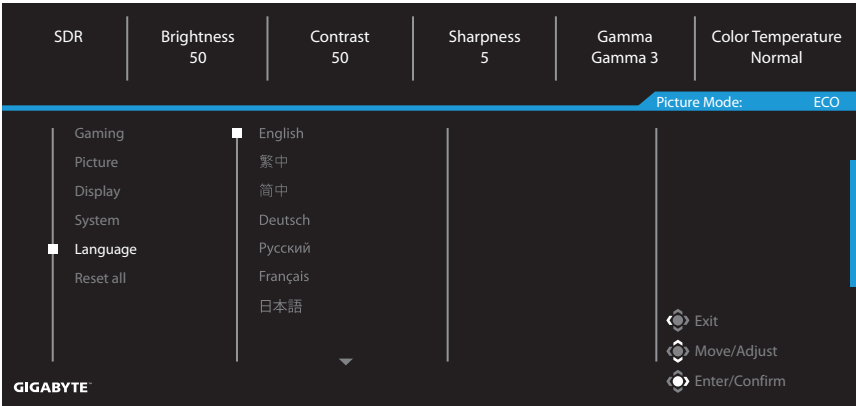 SDR
Brightness
50
Contrast
50
Sharpness
5
Gamma
Gamma 3
Color Temperature
Normal
Picture Mode: ECO
Gaming
Picture
Display
System
Language
Reset all
English
繁中
简中
Deutsch
Русский
Français
日本語
Exit
Move/Adjust
Enter/Confirm
GIGABYTE™